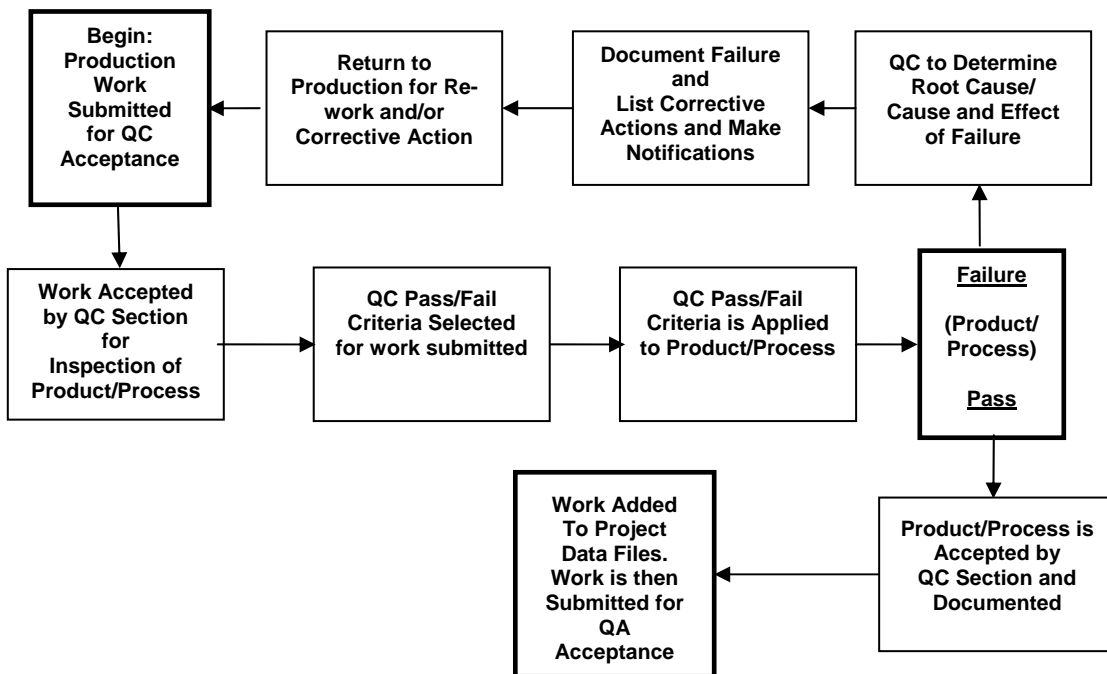 Begin:
Production
Work
Submitted
for QC
Acceptance
Return to
Production for Re-
work and/or
Corrective Action
Document Failure
and
List Corrective
Actions and Make
Notifications
QC to Determine
Root Cause/
Cause and Effect
of Failure
Work Accepted
by QC Section
for
Inspection of
Product/Process
QC Pass/Fail
Criteria Selected
for work submitted
QC Pass/Fail
Criteria is Applied
to Product/Process
Failure
(Product/
Process)
Pass
Work Added
To Project
Data Files.
Work is then
Submitted for
QA
Acceptance
Product/Process is
Accepted by
QC Section and
Documented